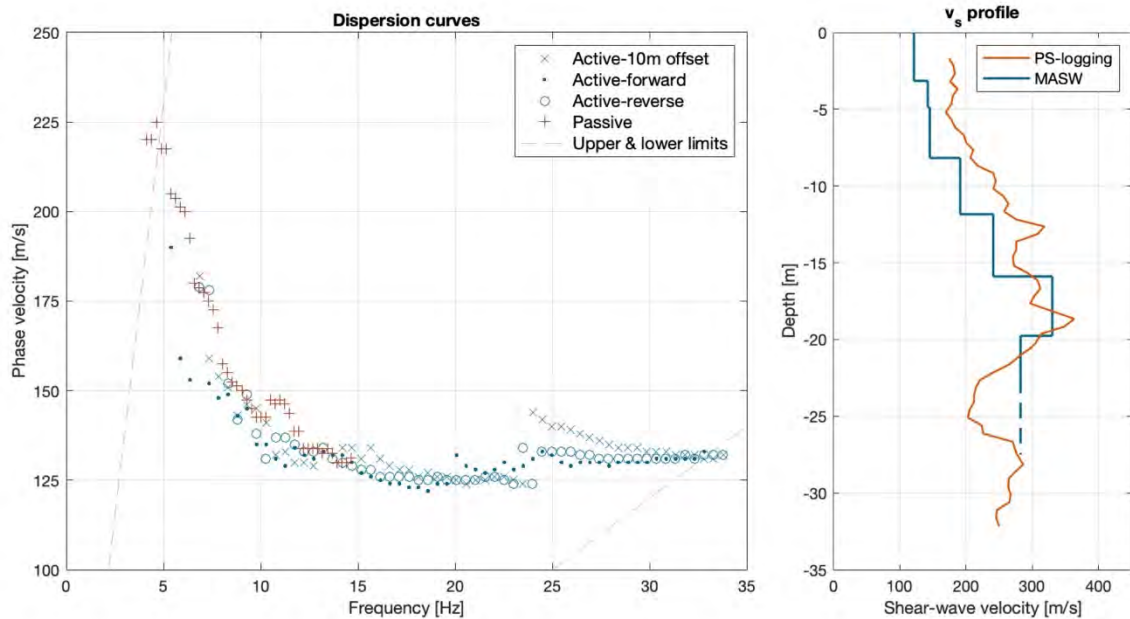 Dispersion curves
250
225
200
175
150
125
100
Phase velocity [m/s]
0 5 10 15 20 25 30 35
Frequency [Hz]
Active-10m offset
Active-forward
Active-reverse
Passive
Upper & lower limits
v_s profile
0
-5
-10
-15
-20
-25
-30
-35
Depth [m]
0 100 200 300 400
Shear-wave velocity [m/s]
PS-logging
MASW